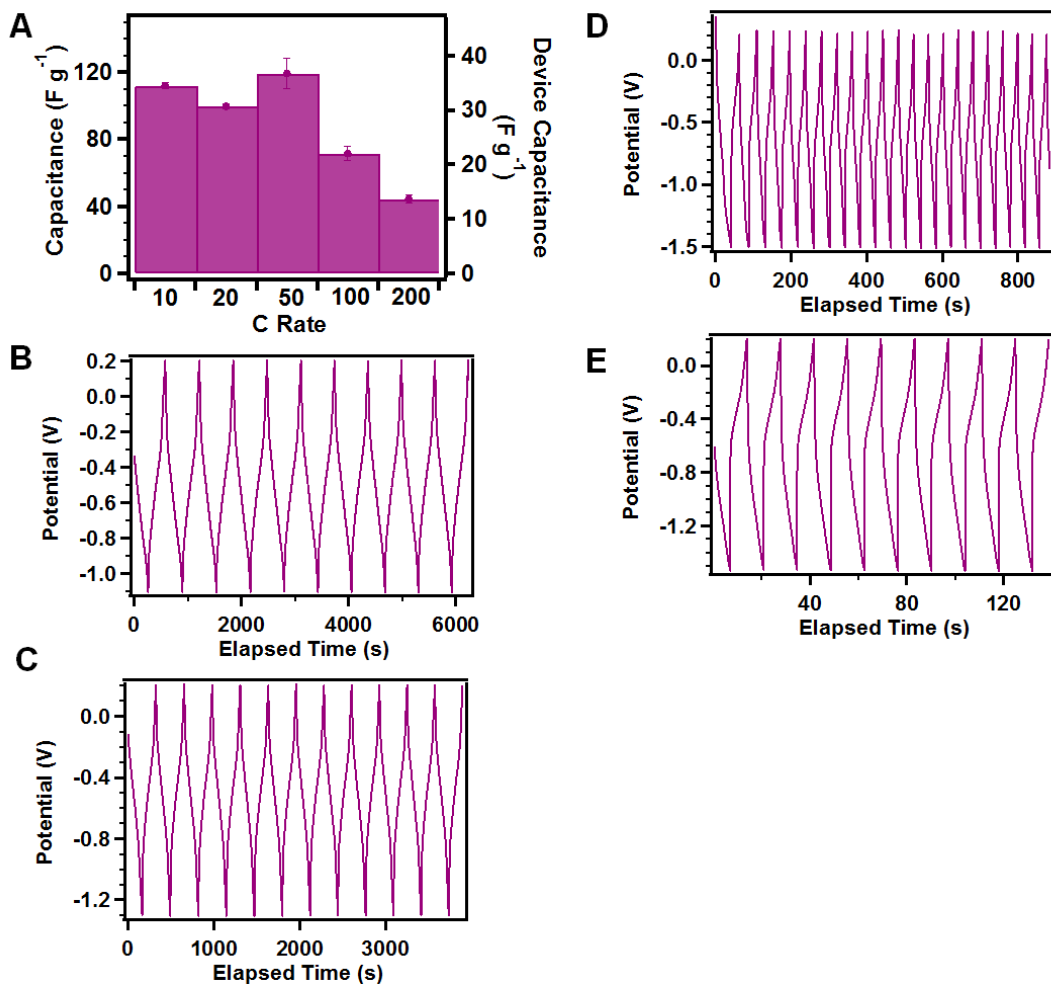 A
Capacitance (F g-1)
120
80
40
0
40
30
20
10
0
Device Capacitance
(F g-1)
10 20 50 100 200
C Rate
B
Potential (V)
0.2
0.0
-0.2
-0.4
-0.6
-0.8
-1.0
0 2000 4000 6000
Elapsed Time (s)
C
Potential (V)
0.0
-0.4
-0.8
-1.2
0 1000 2000 3000
Elapsed Time (s)
D
Potential (V)
0.0
-0.5
-1.0
-1.5
0 200 400 600 800
Elapsed Time (s)
E
Potential (V)
0.0
-0.4
-0.8
-1.2
40 80 120
Elapsed Time (s)